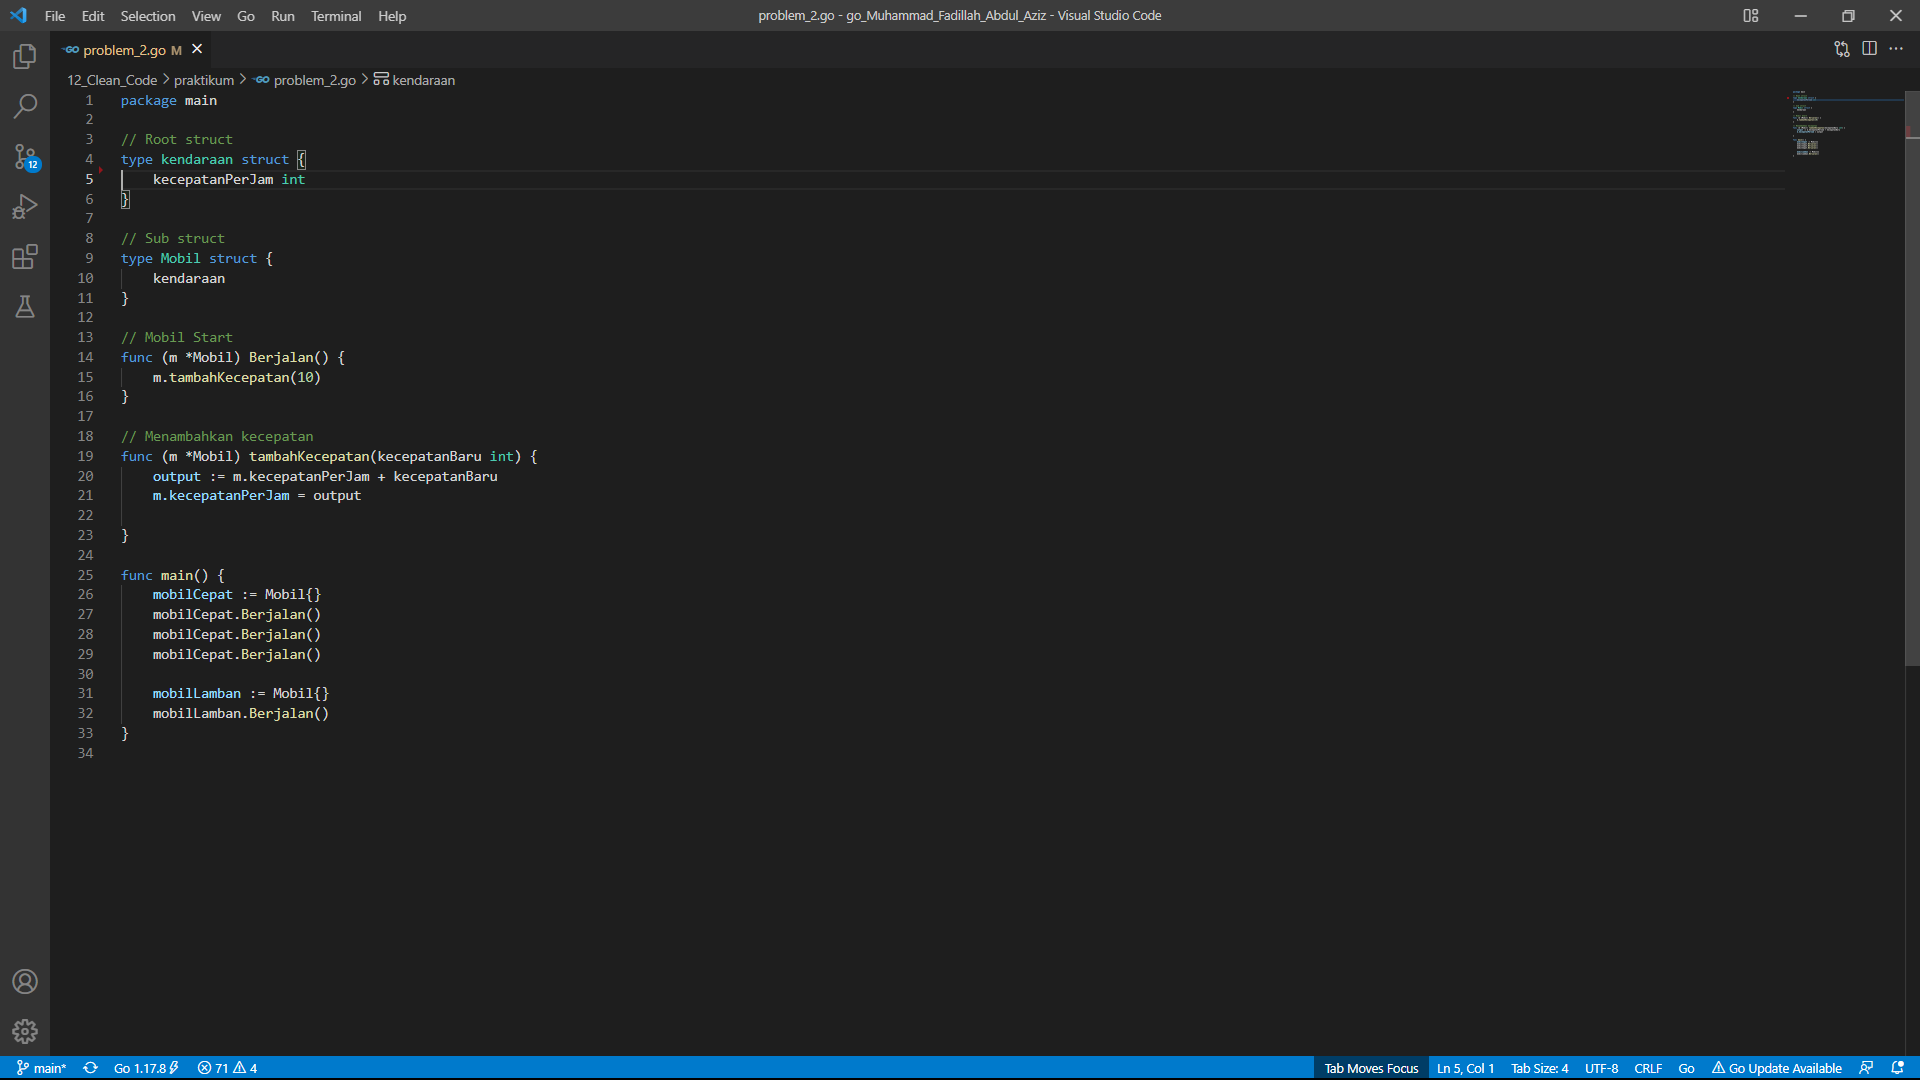 File Edit Selection View Go Run Terminal Help
problem_2.go - go_Muhammad_Fadillah_Abdul_Aziz - Visual Studio Code
GO problem_2.go M
12_Clean_Code > praktikum > GO problem_2.go > kendaraan
1 package main
2
3 // Root struct
4 type kendaraan struct {
5 kecepatanPerJam int
6 }
7
8 // Sub struct
9 type Mobil struct {
10 kendaraan
11 }
12
13 // Mobil Start
14 func (m *Mobil) Berjalan() {
15 m.tambahKecepatan(10)
16 }
17
18 // Menambahkan kecepatan
19 func (m *Mobil) tambahKecepatan(kecepatanBaru int) {
20 output := m.kecepatanPerJam + kecepatanBaru
21 m.kecepatanPerJam = output
22
23 }
24
25 func main() {
26 mobilCepat := Mobil{}
27 mobilCepat.Berjalan()
28 mobilCepat.Berjalan()
29 mobilCepat.Berjalan()
30
31 mobilLamban := Mobil{}
32 mobilLamban.Berjalan()
33 }
34
12
main* Go 1.17.8 71 4 Tab Moves Focus Ln 5, Col 1 Tab Size: 4 UTF-8 CRLF Go Go Update Available